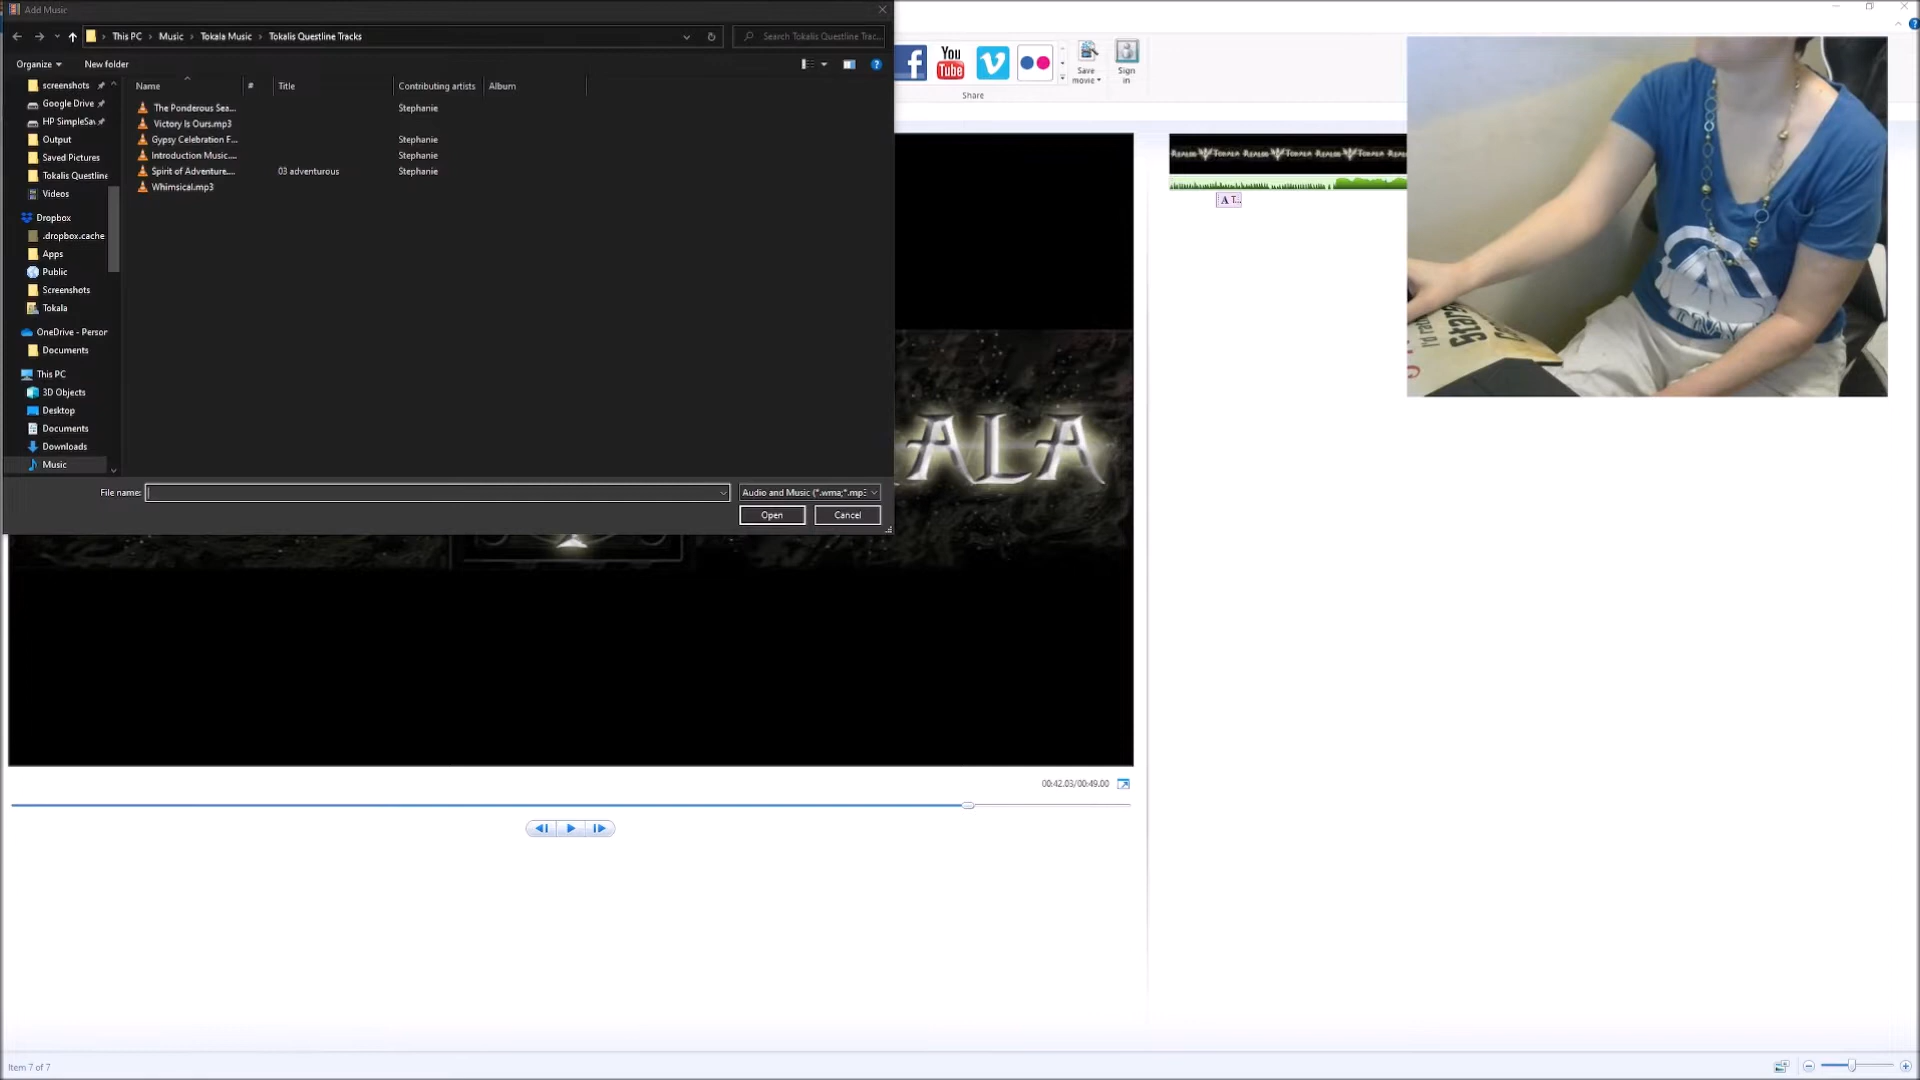 Add Music
This PC > Music > Tokala Music > Tokalis Questline Tracks
Search Tokalis Questline Trac...
Organize
New folder
Name
#
Title
Contributing artists
Album
The Ponderous Sea...
Stephanie
Victory Is Ours.mp3
Gypsy Celebration F...
Stephanie
Introduction Music....
Stephanie
Spirit of Adventure....
03 adventurous
Stephanie
Whimsical.mp3
screenshots
Google Drive
HP SimpleSav
Output
Saved Pictures
Tokalis Questline
Videos
Dropbox
.dropbox.cache
Apps
Public
Screenshots
Tokala
OneDrive - Person
Documents
This PC
3D Objects
Desktop
Documents
Downloads
Music
File name:
Audio and Music (*.wma;*.mp3
Open
Cancel
You
Tube
Save
movie
Sign
in
Share
ALA
A T...
00:42.03/00:49.00
Item 7 of 7